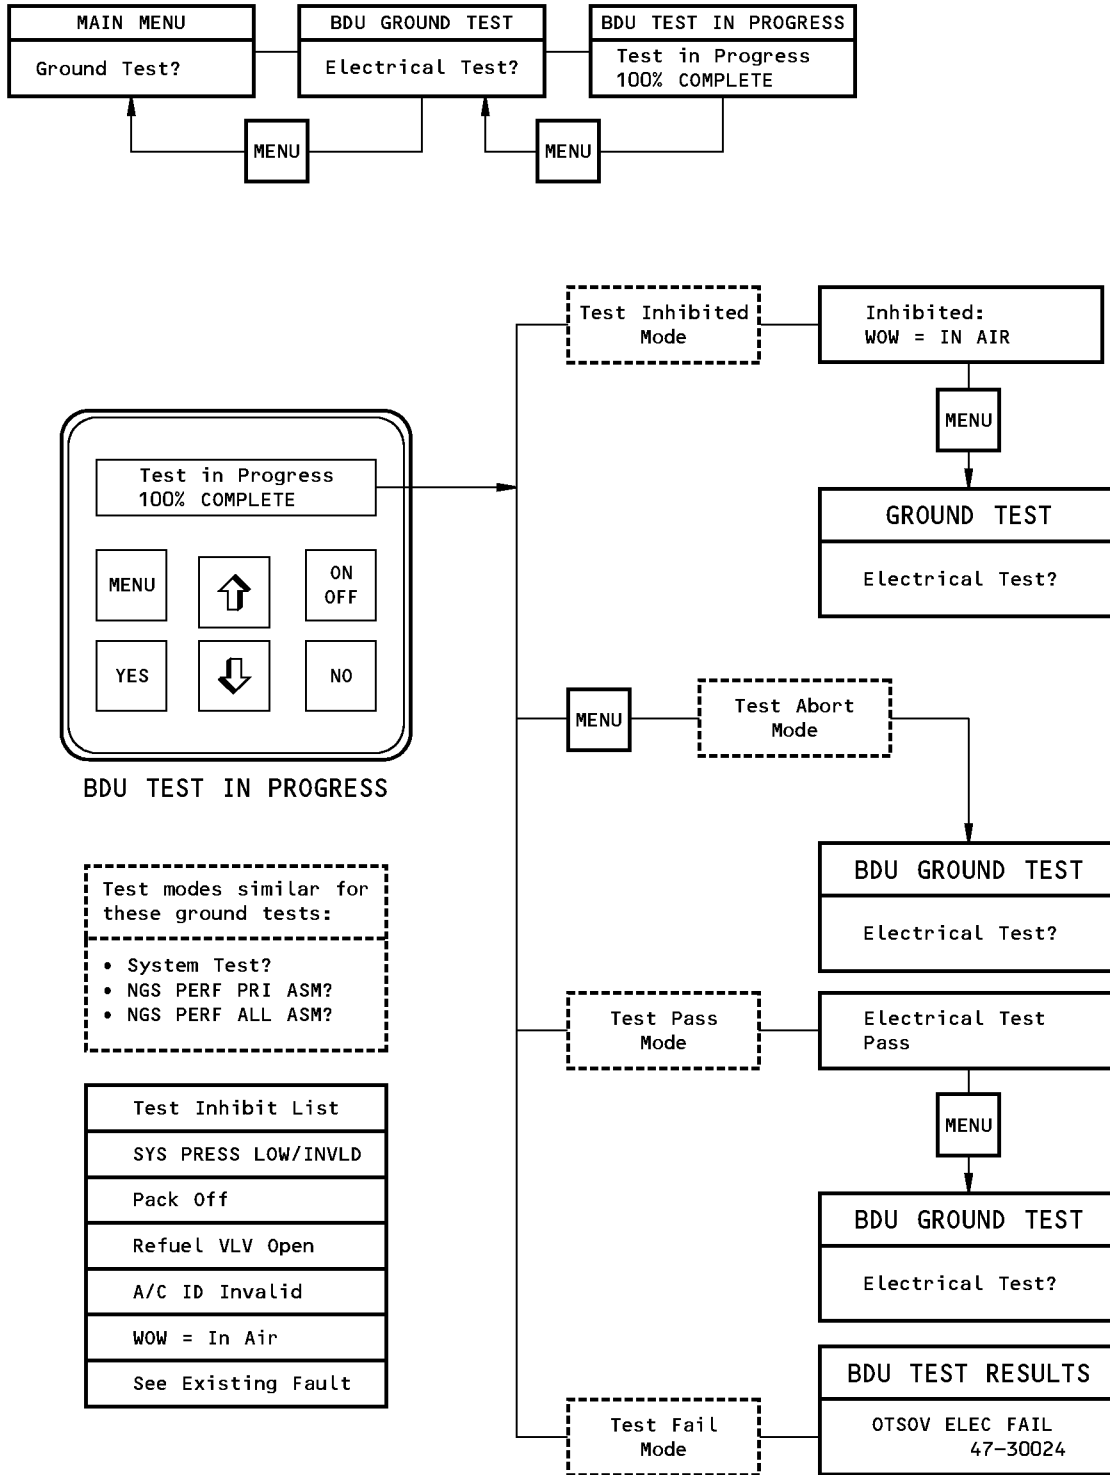 MAIN MENU
Ground Test?
BDU GROUND TEST
Electrical Test?
BDU TEST IN PROGRESS
Test in Progress
100% COMPLETE
MENU
MENU
Test in Progress
100% COMPLETE
MENU
ON
OFF
YES
NO
BDU TEST IN PROGRESS
Test modes similar for
these ground tests:
• System Test?
• NGS PERF PRI ASM?
• NGS PERF ALL ASM?
Test Inhibit List
SYS PRESS LOW/INVLD
Pack Off
Refuel VLV Open
A/C ID Invalid
WOW = In Air
See Existing Fault
Test Inhibited
Mode
Inhibited:
WOW = IN AIR
MENU
GROUND TEST
Electrical Test?
MENU
Test Abort
Mode
BDU GROUND TEST
Electrical Test?
Test Pass
Mode
Electrical Test
Pass
MENU
BDU GROUND TEST
Electrical Test?
Test Fail
Mode
BDU TEST RESULTS
OTSOV ELEC FAIL
47-30024